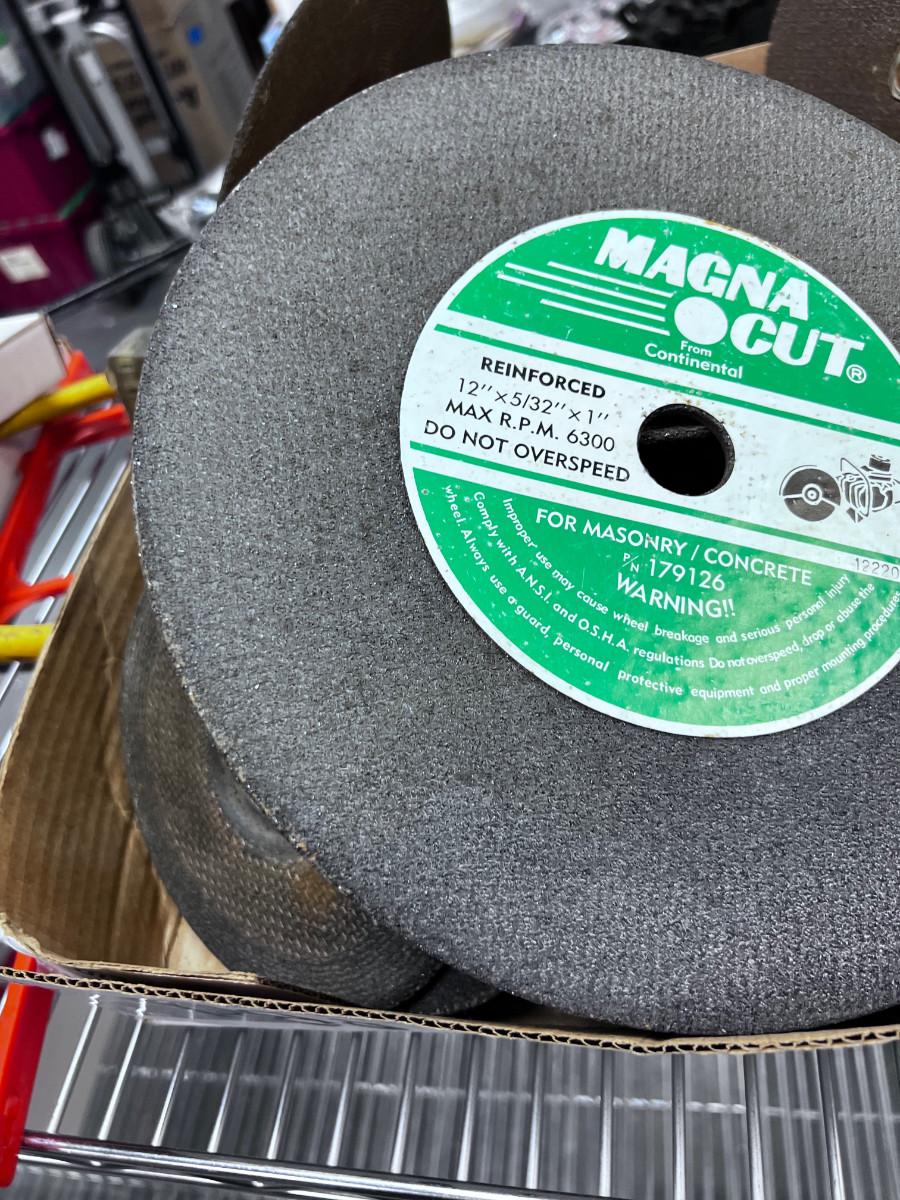 MAGNA
CUT®
From
Continental
REINFORCED
12" x 5/32" x 1"
MAX R.P.M. 6300
DO NOT OVERSPEED
12220
FOR MASONRY / CONCRETE
P/N 179126
WARNING!!
Improper use may cause wheel breakage and serious personal injury
Comply with A.N.S.I. and O.S.H.A. regulations Do not overspeed, drop or abuse the
wheel. Always use a guard, personal protective equipment and proper mounting procedures